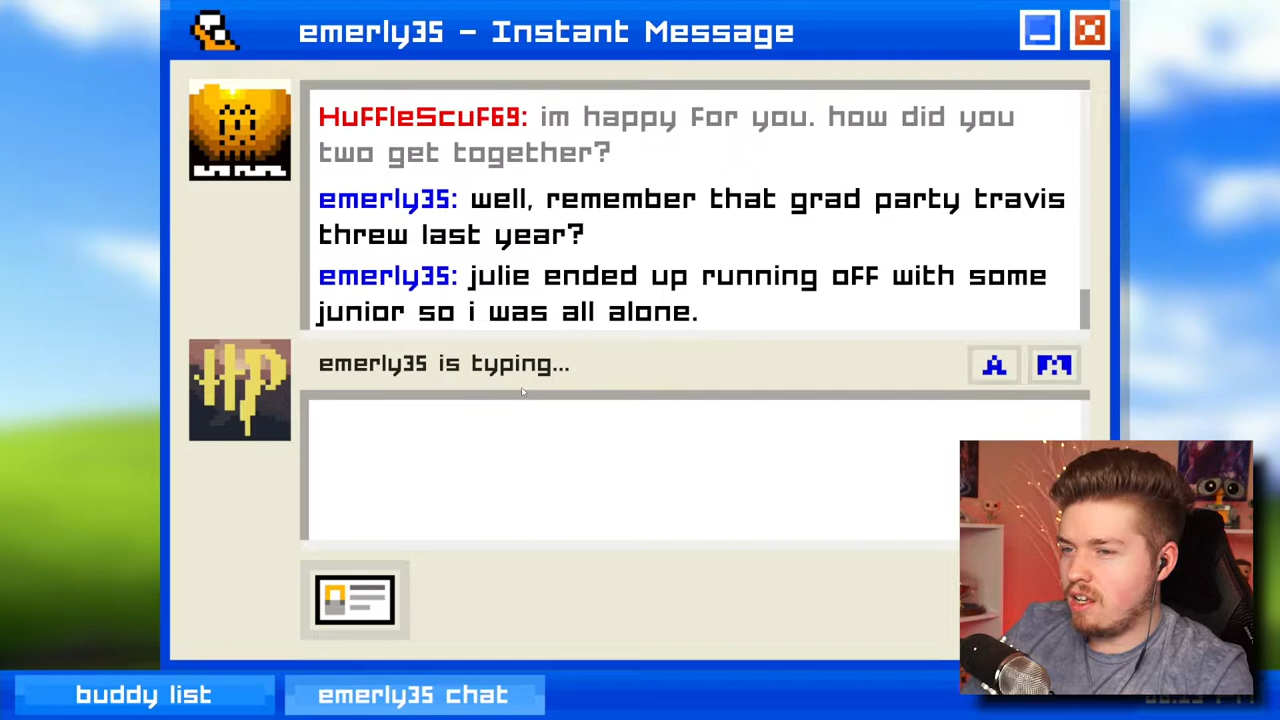 emerly35 - Instant Message
HuffleScuf69: im happy for you. how did you
two get together?
emerly35: well, remember that grad party travis
threw last year?
emerly35: julie ended up running off with some
junior so i was all alone.
HP
emerly35 is typing...
A
buddy list
emerly35 chat